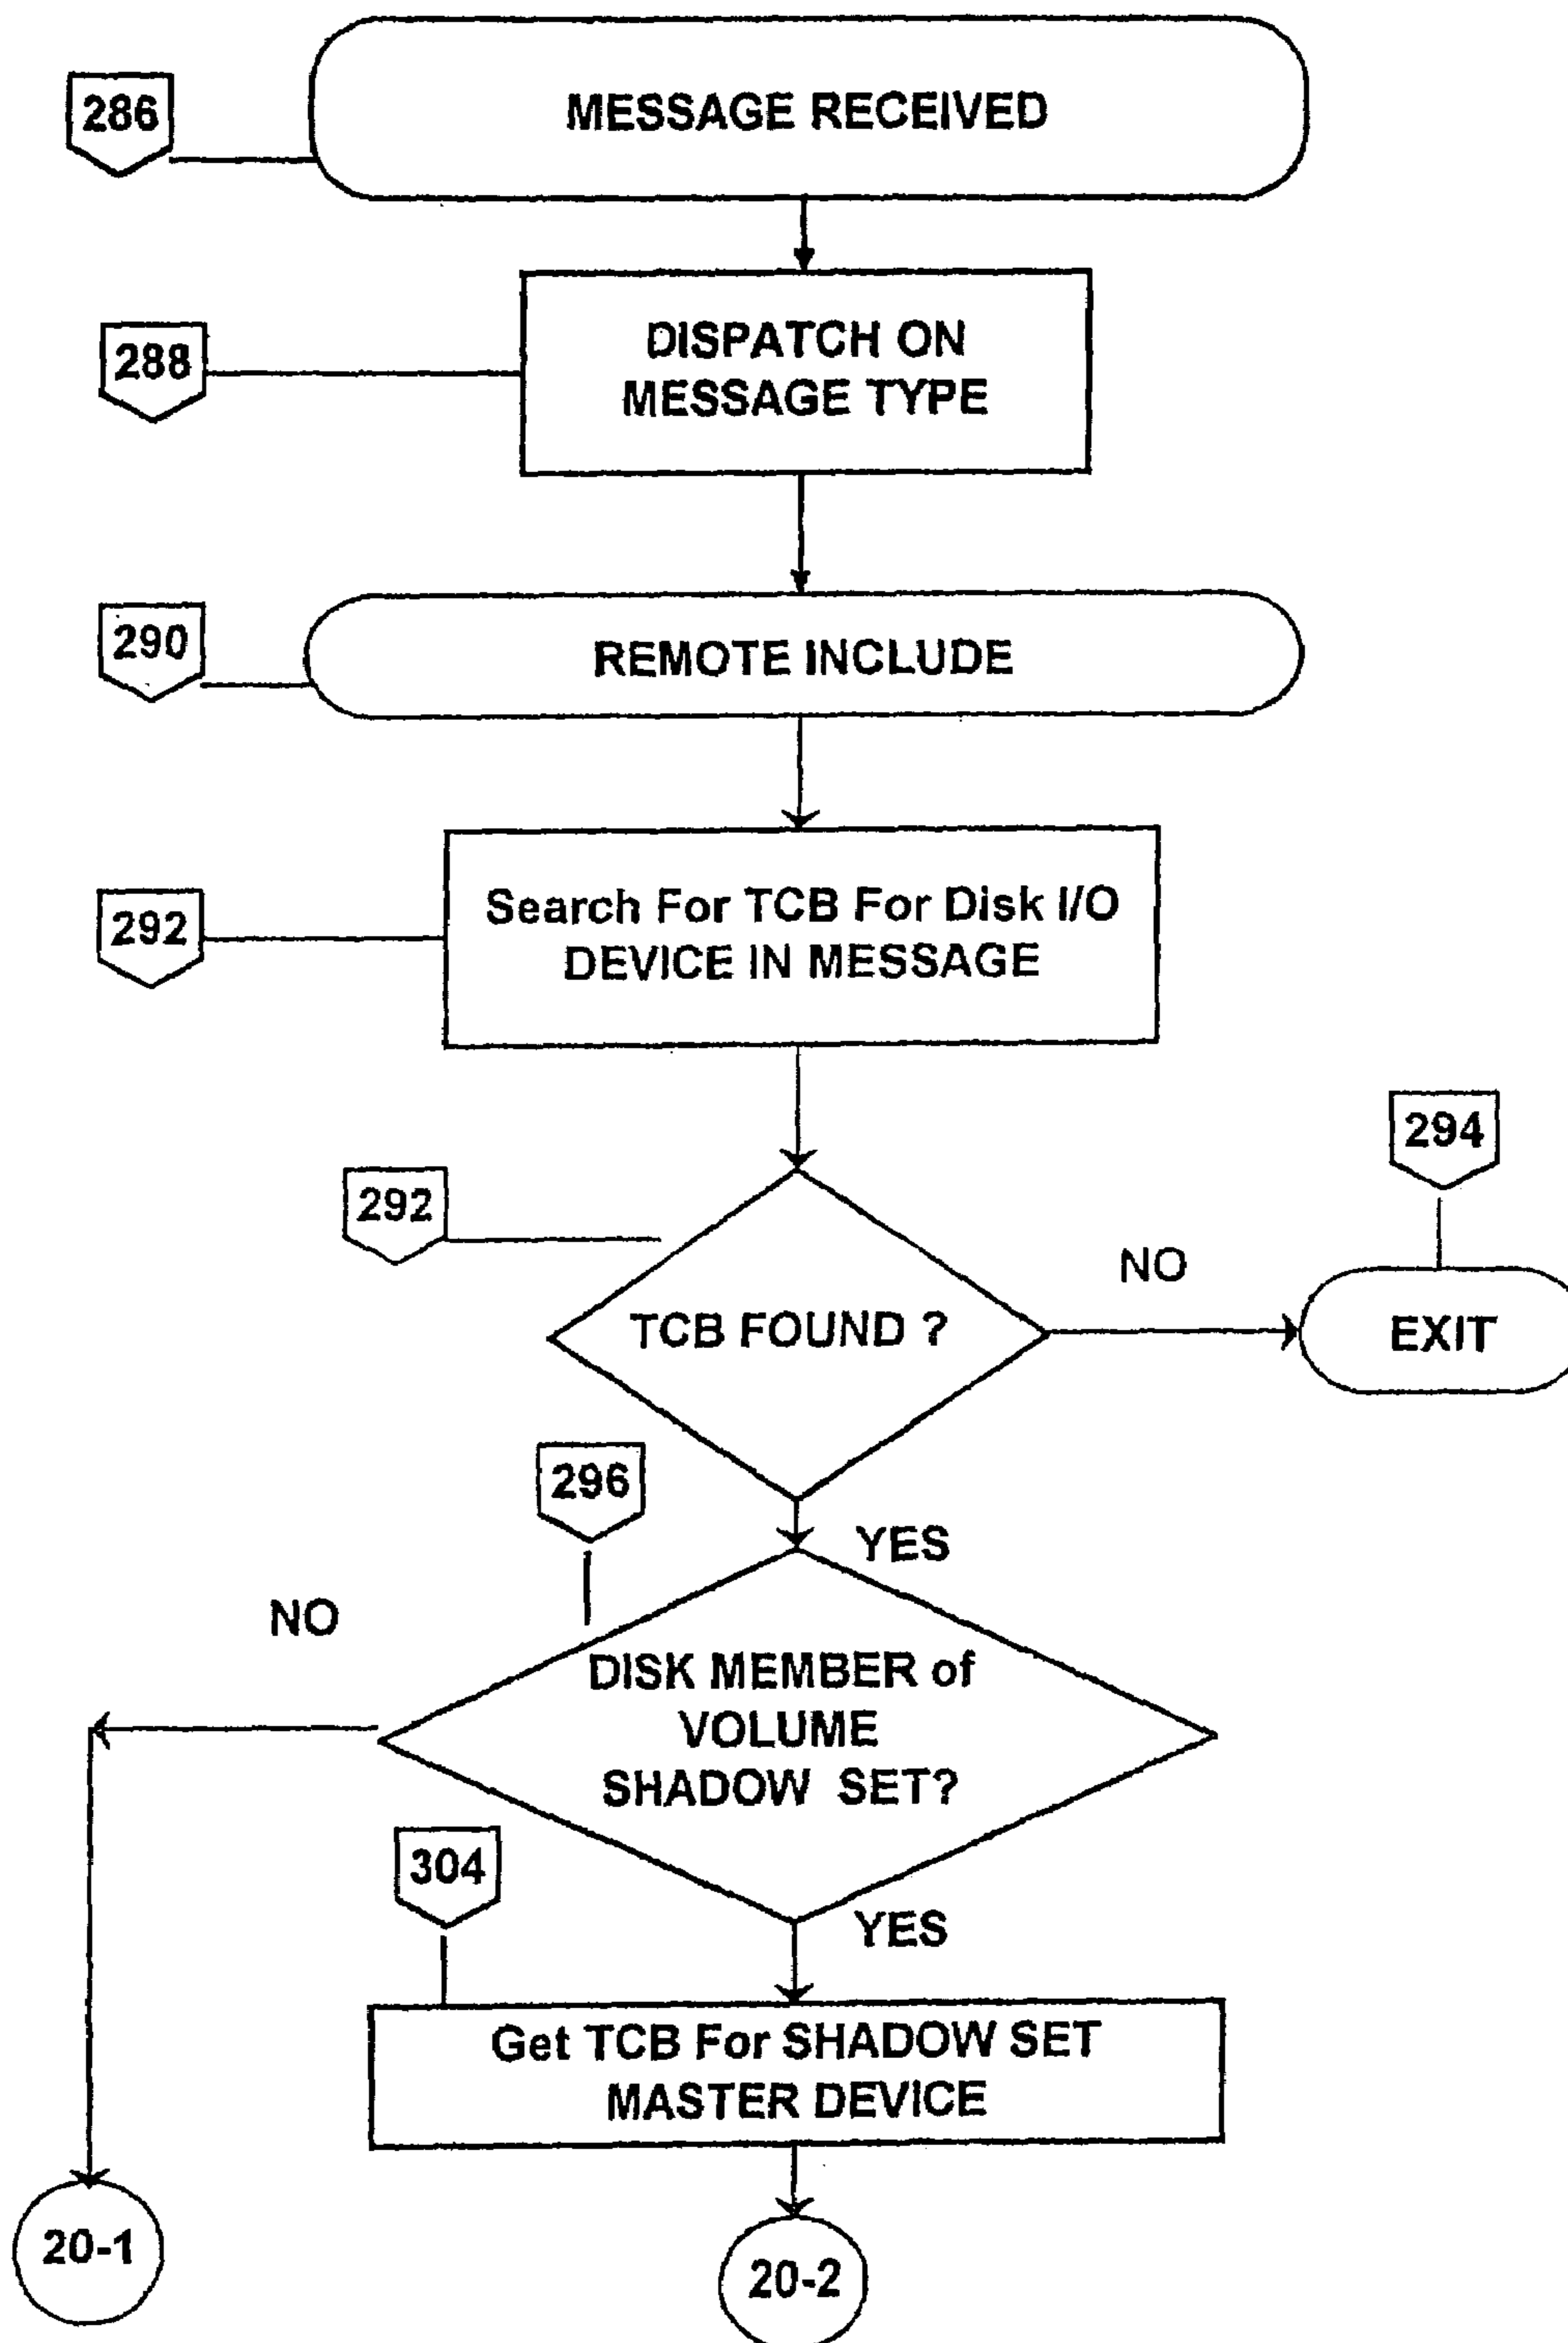 286
MESSAGE RECEIVED
288
DISPATCH ON
MESSAGE TYPE
290
REMOTE INCLUDE
292
Search For TCB For Disk I/O
DEVICE IN MESSAGE
294
292
NO
TCB FOUND ?
EXIT
296
YES
NO
DISK MEMBER of
VOLUME
SHADOW SET?
304
YES
Get TCB For SHADOW SET
MASTER DEVICE
20-1
20-2